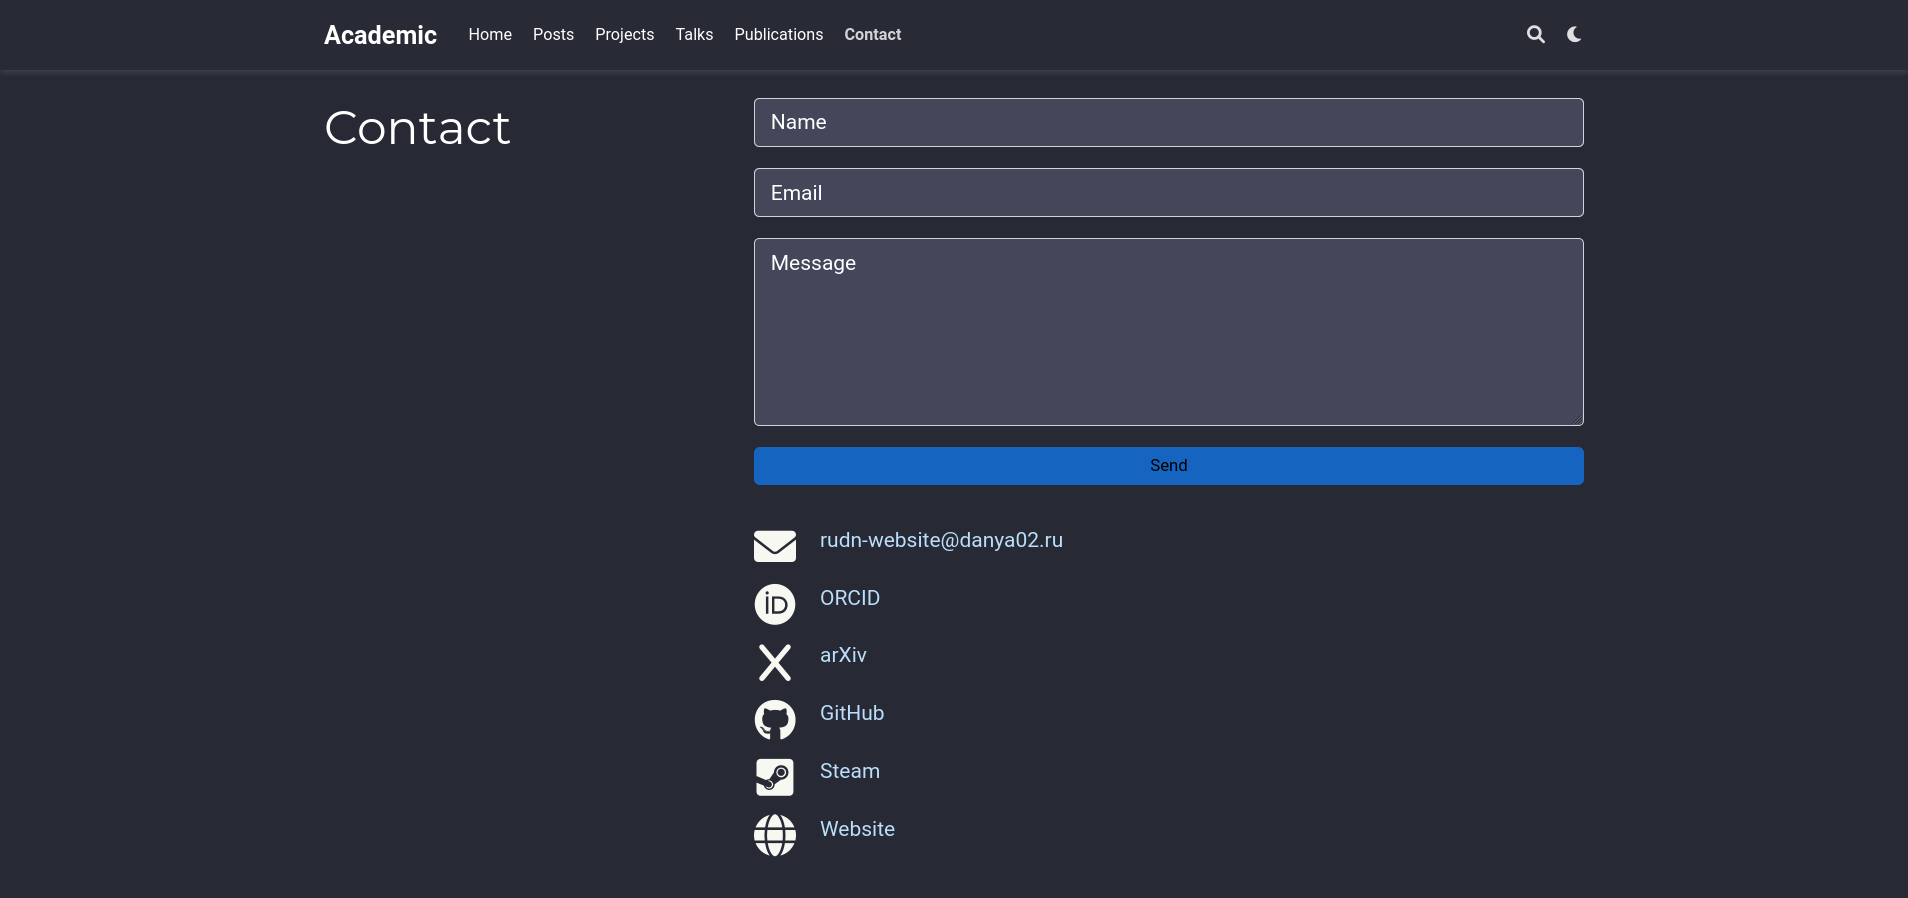 Academic Home Posts Projects Talks Publications Contact
Contact
Name
Email
Message
Send
rudn-website@danya02.ru
iD
ORCID
arXiv
GitHub
Steam
Website